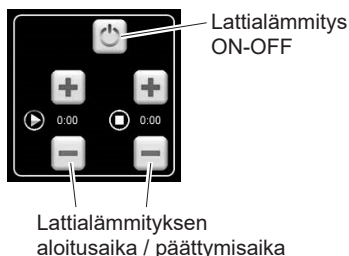 Lattialämmitys
ON-OFF
0:00 0:00
Lattialämmityksen
aloitusaika / päättymisaika